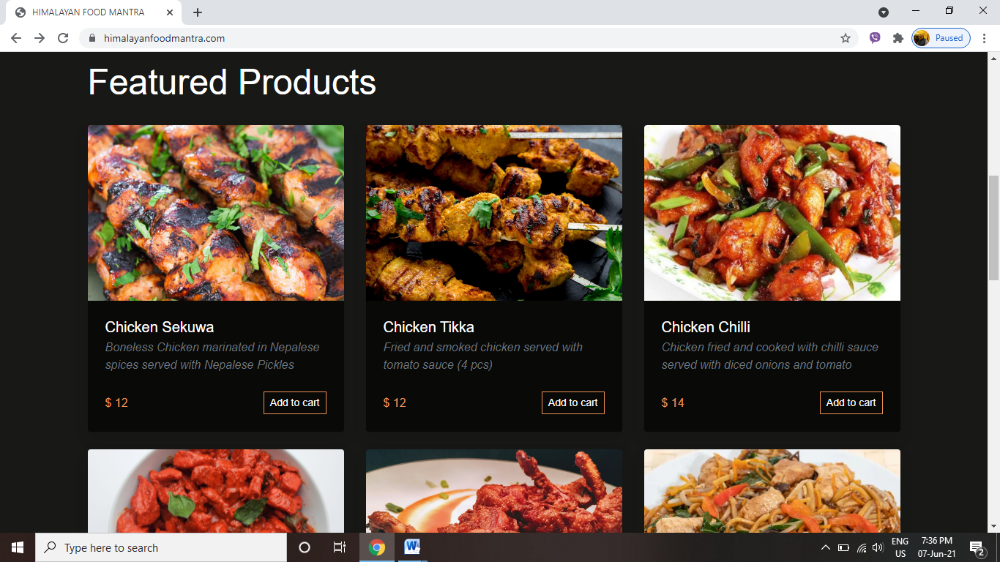 HIMALAYAN FOOD MANTRA
himalayanfoodmantra.com
Paused
Featured Products
Chicken Sekuwa
Boneless Chicken marinated in Nepalese
spices served with Nepalese Pickles
$ 12
Add to cart
Chicken Tikka
Fried and smoked chicken served with
tomato sauce (4 pcs)
$ 12
Add to cart
Chicken Chilli
Chicken fried and cooked with chilli sauce
served with diced onions and tomato
$ 14
Add to cart
Type here to search
W
ENG
US
7:36 PM
07-Jun-21
2